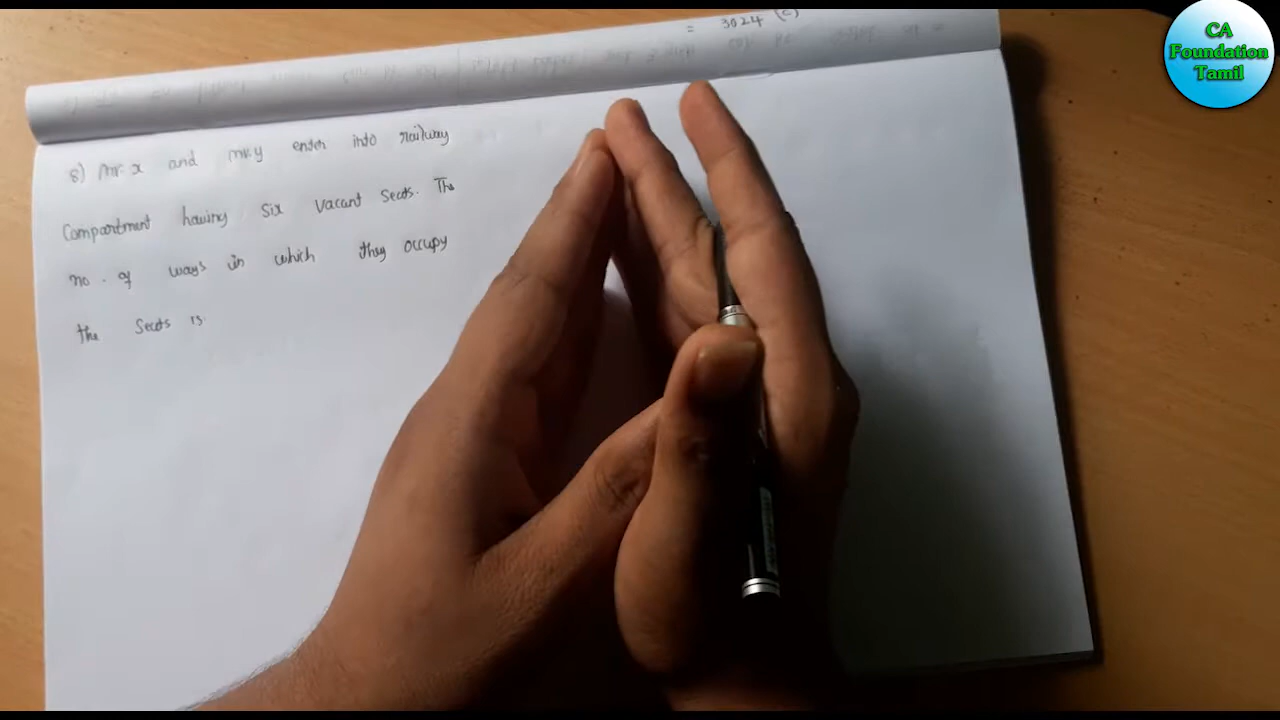 = 3024 (c)
8) Mr. x and Mr. y enter into railway
Compartment having six vacant seats. The
no. of ways in which they occupy
the seats is.
CA
Foundation
Tamil